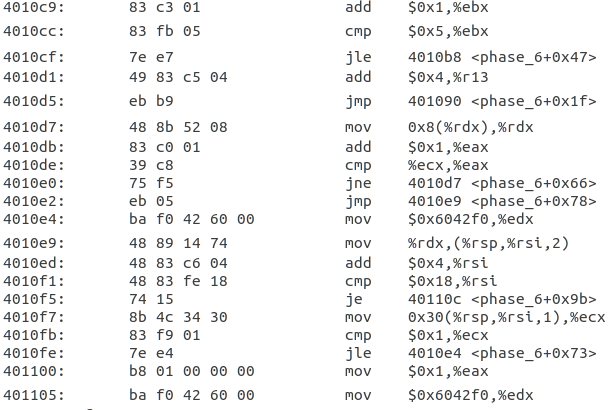 4010c9: 83 c3 01 add $0x1,%ebx
4010cc: 83 fb 05 cmp $0x5,%ebx
4010cf: 7e e7 jle 4010b8 <phase_6+0x47>
4010d1: 49 83 c5 04 add $0x4,%r13
4010d5: eb b9 jmp 401090 <phase_6+0x1f>
4010d7: 48 8b 52 08 mov 0x8(%rdx),%rdx
4010db: 83 c0 01 add $0x1,%eax
4010de: 39 c8 cmp %ecx,%eax
4010e0: 75 f5 jne 4010d7 <phase_6+0x66>
4010e2: eb 05 jmp 4010e9 <phase_6+0x78>
4010e4: ba f0 42 60 00 mov $0x6042f0,%edx
4010e9: 48 89 14 74 mov %rdx,(%rsp,%rsi,2)
4010ed: 48 83 c6 04 add $0x4,%rsi
4010f1: 48 83 fe 18 cmp $0x18,%rsi
4010f5: 74 15 je 40110c <phase_6+0x9b>
4010f7: 8b 4c 34 30 mov 0x30(%rsp,%rsi,1),%ecx
4010fb: 83 f9 01 cmp $0x1,%ecx
4010fe: 7e e4 jle 4010e4 <phase_6+0x73>
401100: b8 01 00 00 00 mov $0x1,%eax
401105: ba f0 42 60 00 mov $0x6042f0,%edx